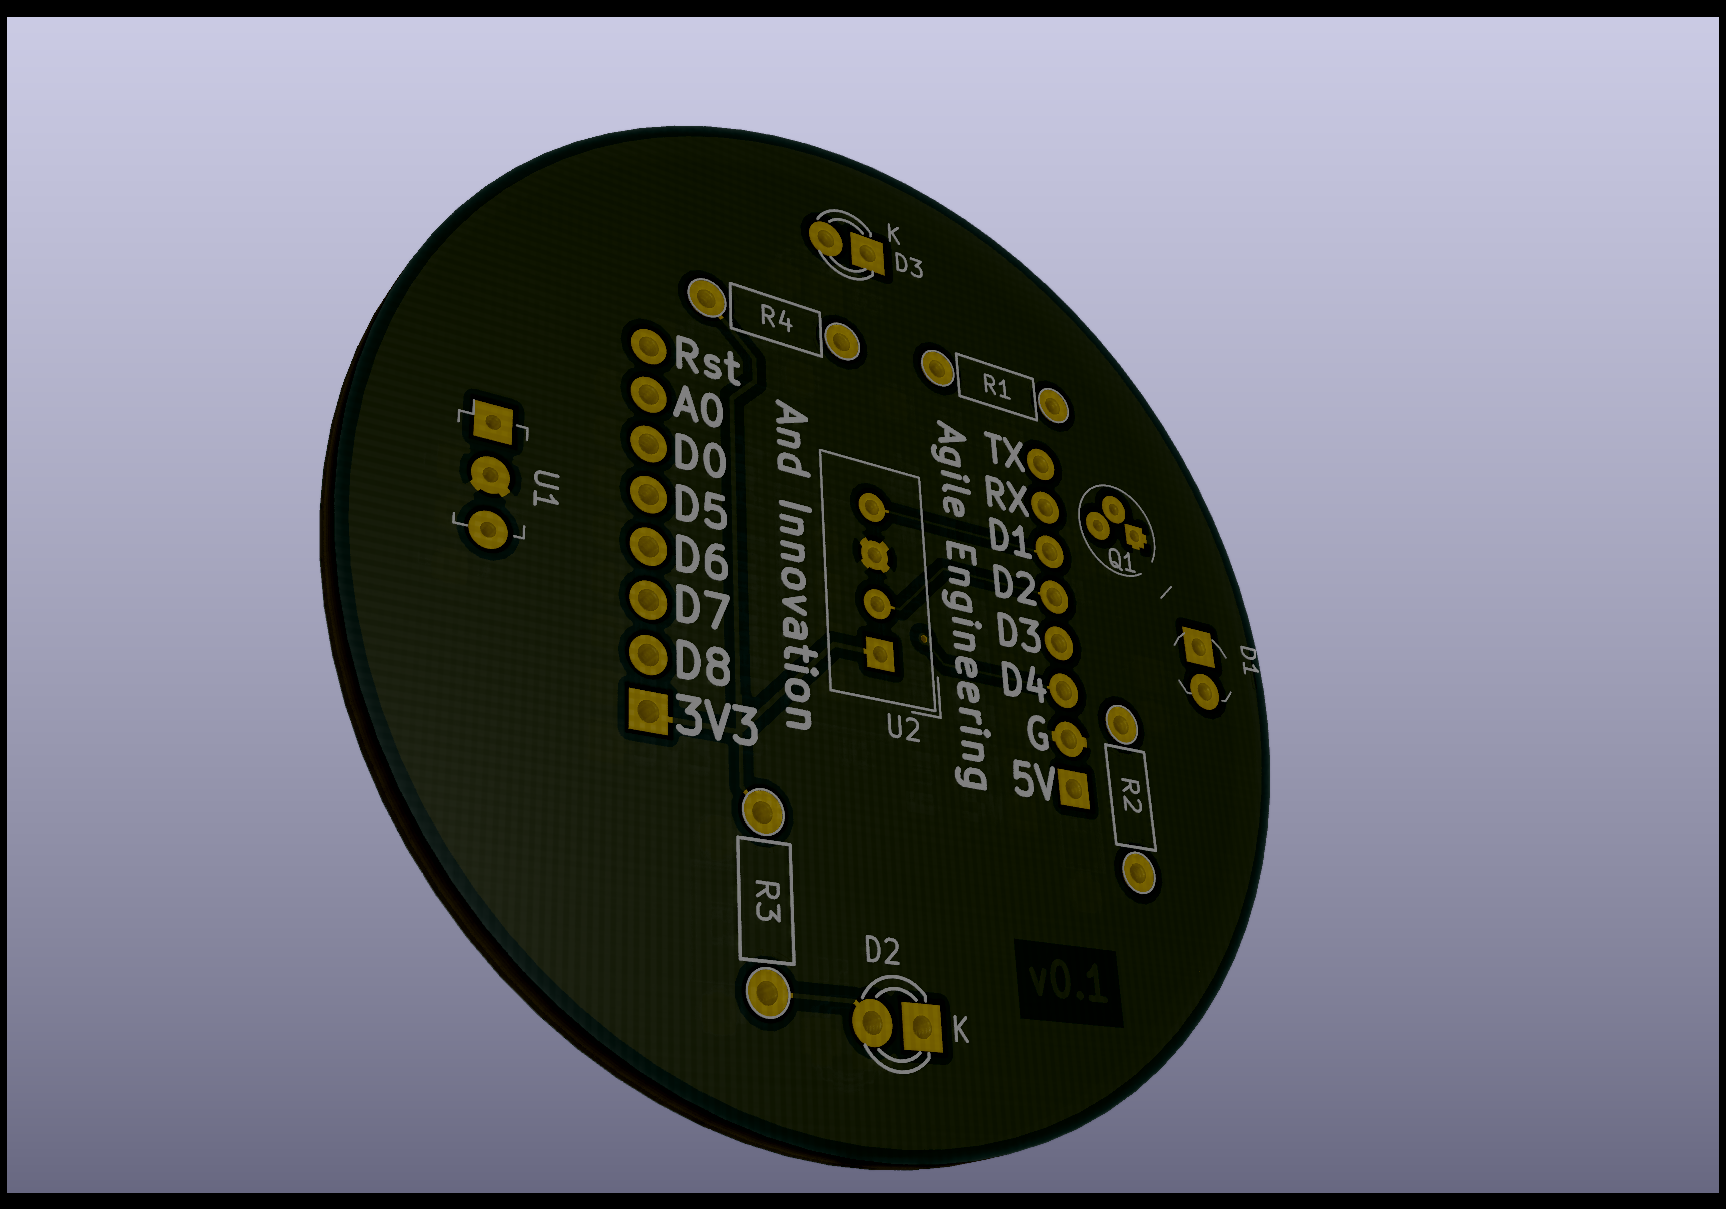 K
D3
R4
R1
Rst
A0
D0
D5
D6
D7
D8
3V3
U1
And Innovation
Agile Engineering
TX
RX
D1
D2
D3
D4
G
5V
Q1
D1
U2
R2
R3
D2
K
v0.1